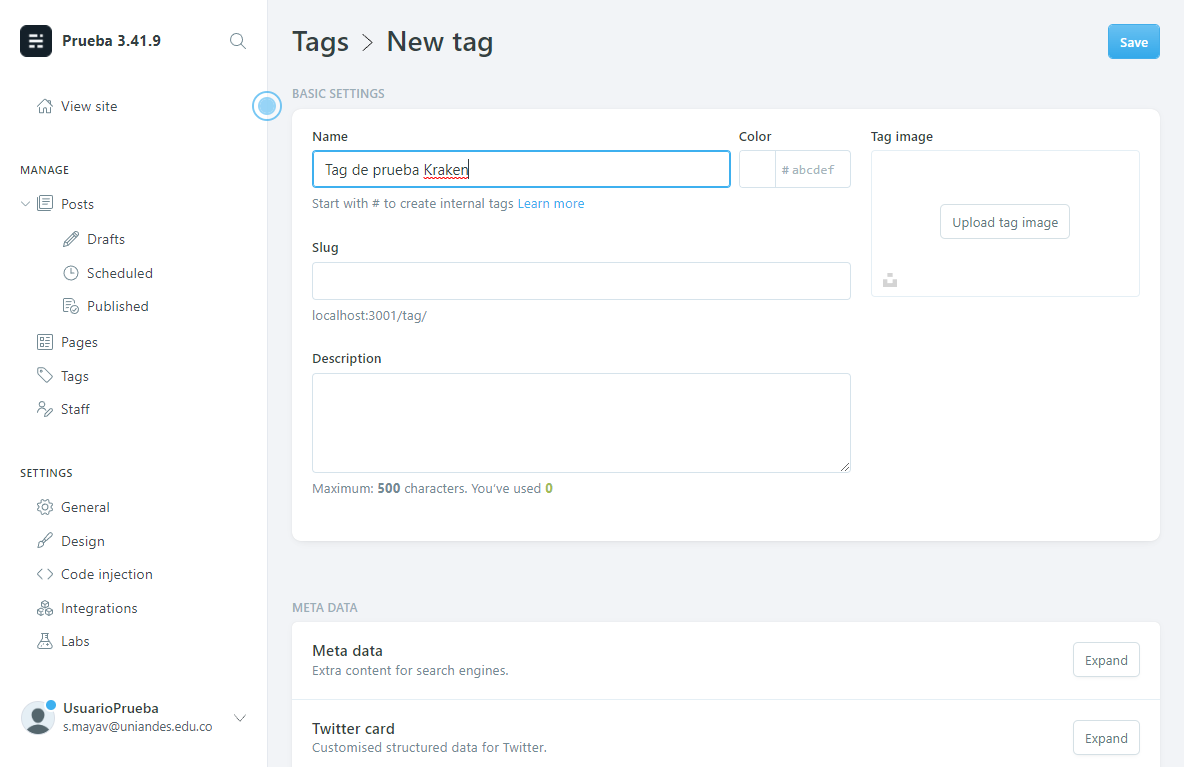 Prueba 3.41.9
View site
MANAGE
Posts
Drafts
Scheduled
Published
Pages
Tags
Staff
SETTINGS
General
Design
Code injection
Integrations
Labs
UsuarioPrueba
s.mayav@uniandes.edu.co
Tags > New tag
Save
BASIC SETTINGS
Name
Tag de prueba Kraken
Start with # to create internal tags Learn more
Color
# abcdef
Tag image
Upload tag image
Slug
localhost:3001/tag/
Description
Maximum: 500 characters. You've used 0
META DATA
Meta data
Extra content for search engines.
Expand
Twitter card
Customised structured data for Twitter.
Expand